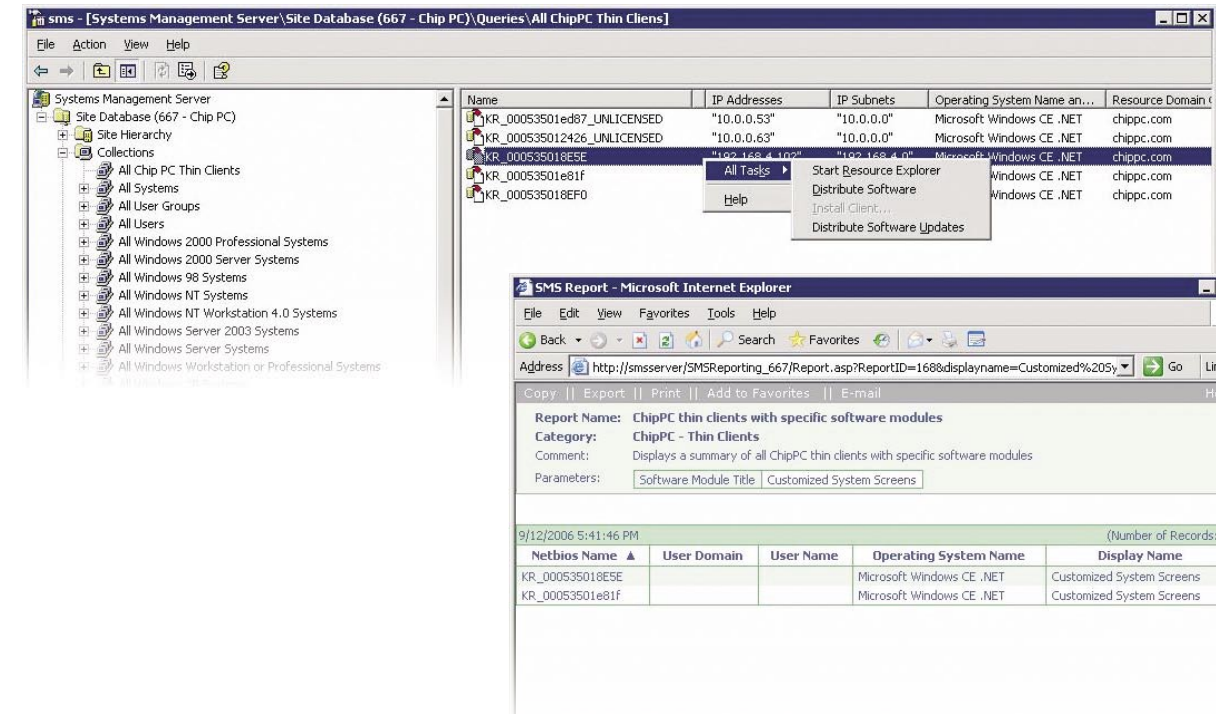 sms - [Systems Management Server\Site Database (667 - Chip PC)\Queries\All ChipPC Thin Cliens]
File Action View Help
Systems Management Server
Site Database (667 - Chip PC)
Site Hierarchy
Collections
All Chip PC Thin Clients
All Systems
All User Groups
All Users
All Windows 2000 Professional Systems
All Windows 2000 Server Systems
All Windows 98 Systems
All Windows NT Systems
All Windows NT Workstation 4.0 Systems
All Windows Server 2003 Systems
All Windows Server Systems
All Windows Workstation or Professional Systems
Name IP Addresses IP Subnets Operating System Name an... Resource Domain
KR_00053501ed87_UNLICENSED "10.0.0.53" "10.0.0.0" Microsoft Windows CE .NET chippc.com
KR_000535012426_UNLICENSED "10.0.0.63" "10.0.0.0" Microsoft Windows CE .NET chippc.com
KR_000535018E5E "192.168.4.102" "192.168.4.0" Microsoft Windows CE .NET chippc.com
KR_00053501e81f Windows CE .NET chippc.com
KR_000535018EF0 Windows CE .NET chippc.com
All Tasks
Help
Start Resource Explorer
Distribute Software
Install Client...
Distribute Software Updates
SMS Report - Microsoft Internet Explorer
File Edit View Favorites Tools Help
Back Search Favorites
Address http://smsserver/SMSReporting_667/Report.asp?ReportID=168&displayname=Customized%20Sy Go
Copy || Export || Print || Add to Favorites || E-mail
Report Name: ChipPC thin clients with specific software modules
Category: ChipPC - Thin Clients
Comment: Displays a summary of all ChipPC thin clients with specific software modules
Parameters: Software Module Title Customized System Screens
9/12/2006 5:41:46 PM (Number of Records:
Netbios Name User Domain User Name Operating System Name Display Name
KR_000535018E5E Microsoft Windows CE .NET Customized System Screens
KR_00053501e81f Microsoft Windows CE .NET Customized System Screens